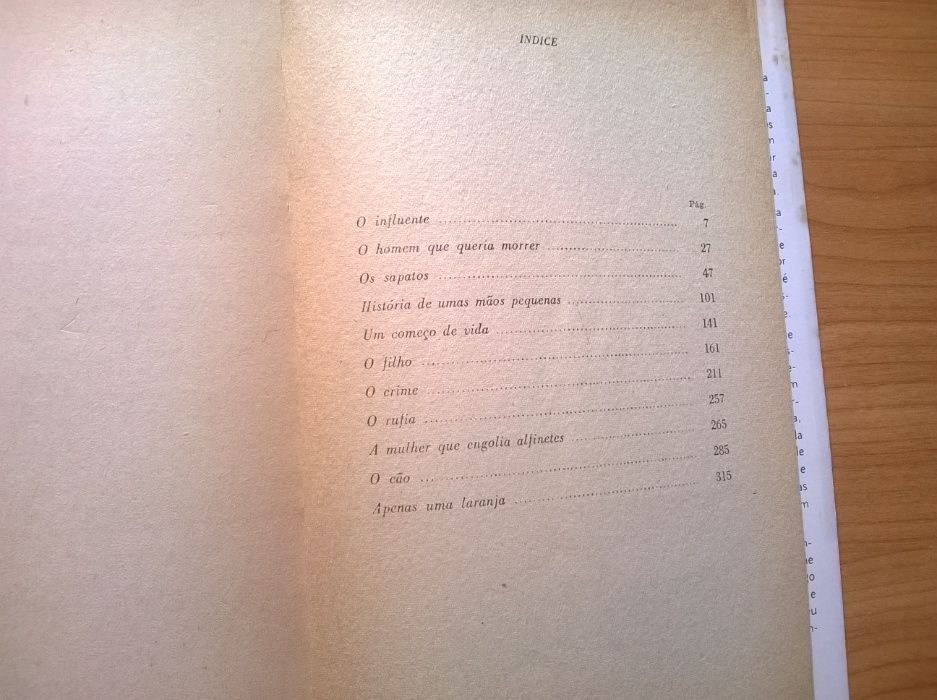 INDICE
Pág.
O influente ........................................ 7
O homem que queria morrer ........................ 27
Os sapatos ........................................ 47
História de umas mãos pequenas .................... 101
Um começo de vida ................................ 141
O filho ........................................ 161
O crime ........................................ 211
O rufia ........................................ 257
A mulher que engolia alfinetes .................... 265
O cão ........................................ 285
Apenas uma laranja ................................ 315